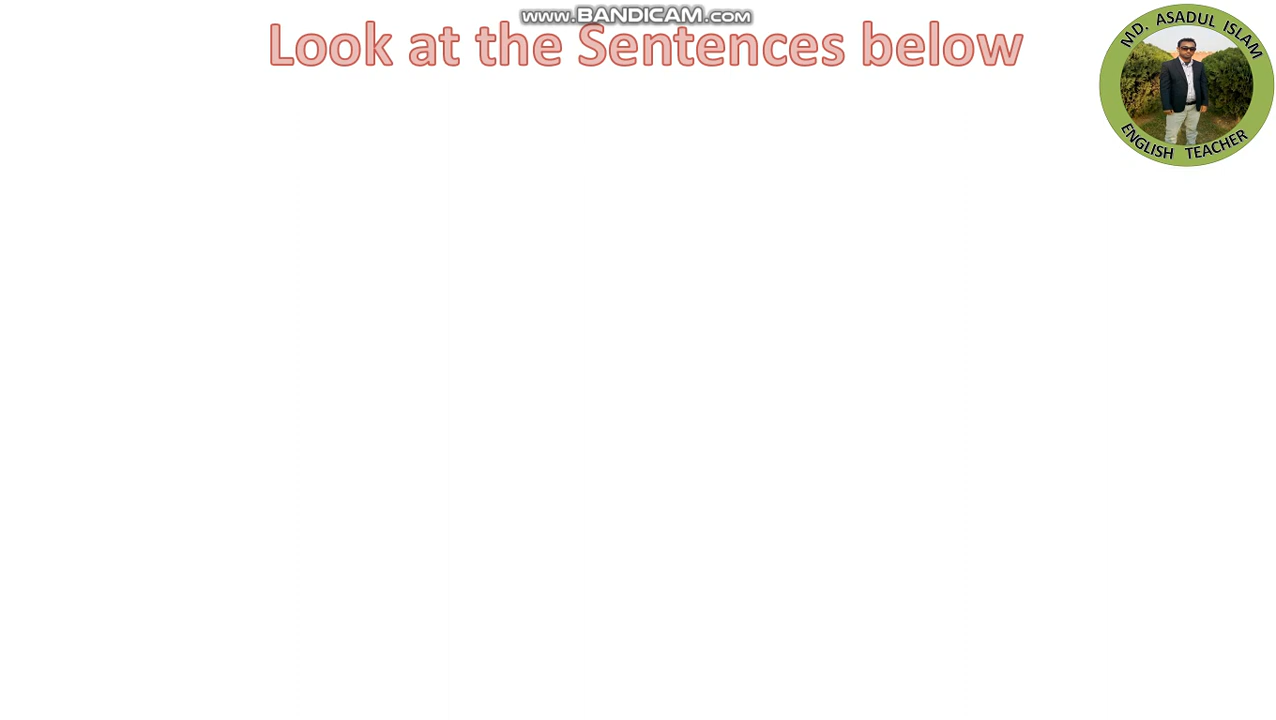 www.BANDICAM.com
Look at the Sentences below
MD. ASADUL ISLAM
ENGLISH TEACHER